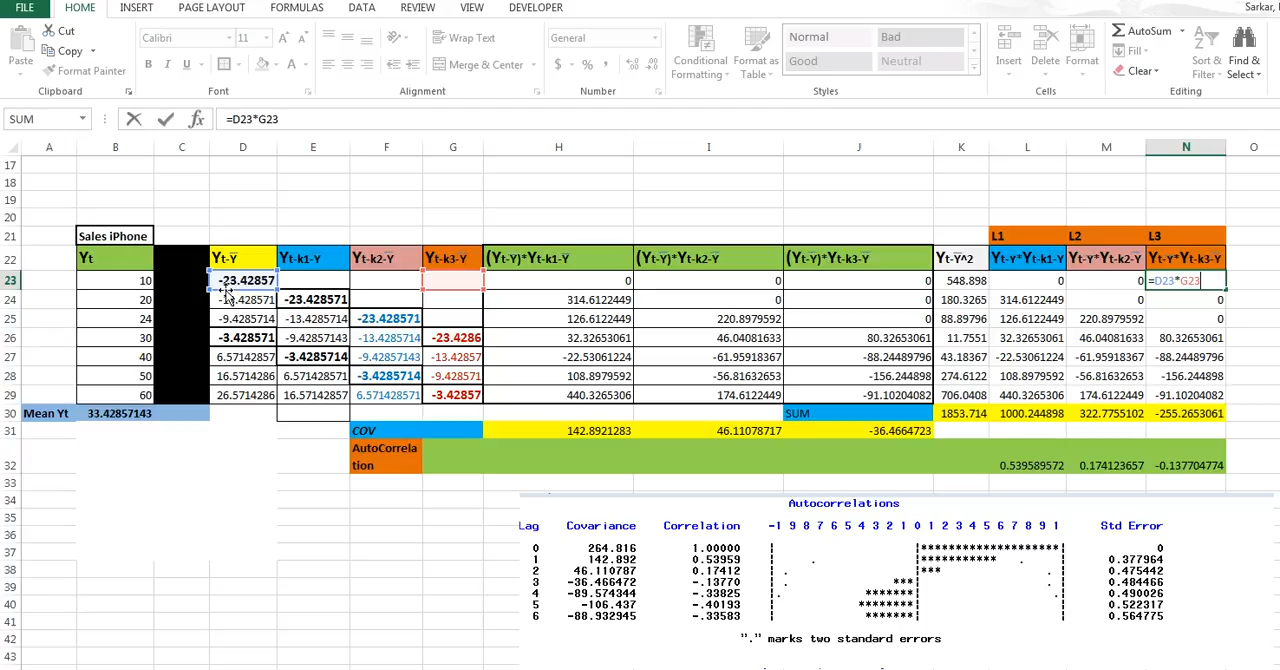 FILE HOME INSERT PAGE LAYOUT FORMULAS DATA REVIEW VIEW DEVELOPER Sarkar,
Paste Cut Copy Format Painter
Calibri 11 B I U A
Wrap Text Merge & Center
General $ %
Conditional Formatting Format as Table
Normal Bad Good Neutral
Insert Delete Format
AutoSum Fill Clear Sort & Filter Find & Select
Clipboard Font Alignment Number Styles Cells Editing
SUM fx =D23*G23
A B C D E F G H I J K L M N O
17
18
19
20
21 Sales iPhone L1 L2 L3
22 Yt Yt-Y̅ Yt-k1-Y Yt-k2-Y̅ Yt-k3-Y̅ (Yt-Y̅)*Yt-k1-Y̅ (Yt-Y̅)*Yt-k2-Y̅ (Yt-Y̅)*Yt-k3-Y̅ Yt-Y̅^2 Yt-Y*Yt-k1-Y Yt-Y*Yt-k2-Y̅ Yt-Y*Yt-k3-Y
23 10 -23.42857 0 0 0 548.898 0 0 =D23*G23
24 20 -13.428571 -23.428571 314.6122449 0 0 180.3265 314.6122449 0 0
25 24 -9.4285714 -13.4285714 -23.428571 126.6122449 220.8979592 0 88.89796 126.6122449 220.8979592 0
26 30 -3.428571 -9.42857143 -13.4285714 -23.4286 32.32653061 46.04081633 80.32653061 11.7551 32.32653061 46.04081633 80.32653061
27 40 6.57142857 -3.4285714 -9.42857143 -13.42857 -22.53061224 -61.95918367 -88.24489796 43.18367 -22.53061224 -61.95918367 -88.24489796
28 50 16.5714286 6.571428571 -3.4285714 -9.428571 108.8979592 -56.81632653 -156.244898 274.6122 108.8979592 -56.81632653 -156.244898
29 60 26.5714286 16.57142857 6.571428571 -3.42857 440.3265306 174.6122449 -91.10204082 706.0408 440.3265306 174.6122449 -91.10204082
30 Mean Yt 33.42857143 SUM 1853.714 1000.244898 322.7755102 -255.2653061
31 COV 142.8921283 46.11078717 -36.4664723
32 AutoCorrelation 0.539589572 0.174123657 -0.137704774
33
34 Autocorrelations
35 Lag Covariance Correlation -1 9 8 7 6 5 4 3 2 1 0 1 2 3 4 5 6 7 8 9 1 Std Error
36
37 0 264.816 1.00000 |********************| 0
1 142.892 0.53959 | . |*********** . | 0.377964
38 2 46.110787 0.17412 | . |*** . | 0.475442
39 3 -36.466472 -.13770 | . ***| . | 0.484466
4 -89.574344 -.33825 |. *******| .| 0.490026
40 5 -106.437 -.40193 | ********| | 0.522317
41 6 -88.932945 -.33583 | *******| | 0.564775
42 "." marks two standard errors
43